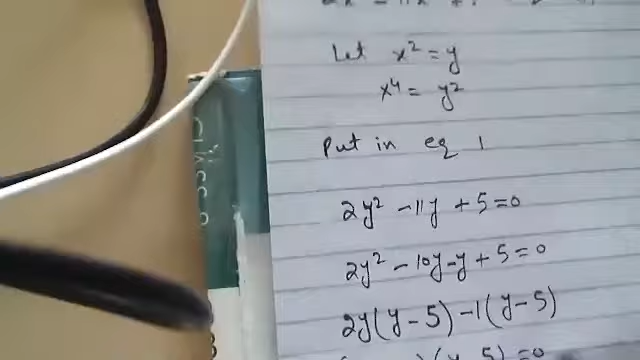 Let x² = y
x⁴ = y²
Put in eq 1
2y² - 11y + 5 = 0
2y² - 10y - y + 5 = 0
2y(y - 5) - 1(y - 5)